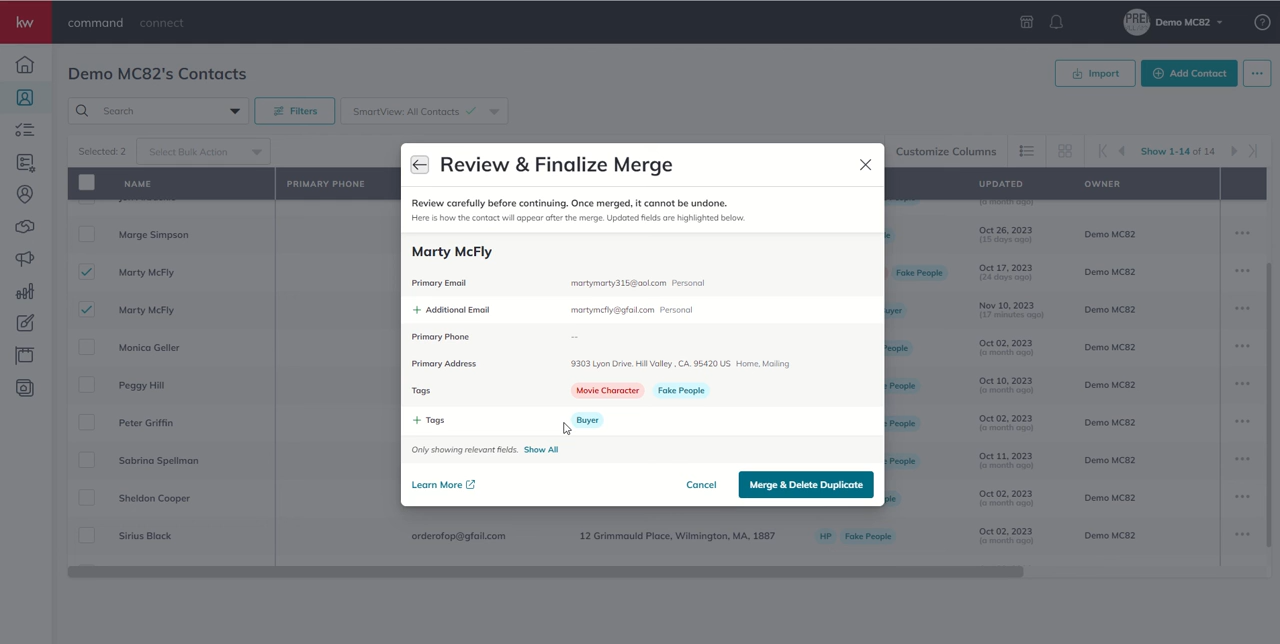 kw command connect Demo MC82
Demo MC82's Contacts Import Add Contact
Search Filters SmartView: All Contacts
Selected: 2 Select Bulk Action Customize Columns Show 1-14 of 14
NAME PRIMARY PHONE UPDATED OWNER
(a month ago)
Marge Simpson Oct 26, 2023 Demo MC82
(15 days ago)
Marty McFly Fake People Oct 17, 2023 Demo MC82
(24 days ago)
Marty McFly Nov 10, 2023 Demo MC82
(17 minutes ago)
Monica Geller Oct 02, 2023 Demo MC82
(a month ago)
Peggy Hill Oct 10, 2023 Demo MC82
(a month ago)
Peter Griffin Oct 02, 2023 Demo MC82
(a month ago)
Sabrina Spellman Oct 11, 2023 Demo MC82
(a month ago)
Sheldon Cooper Oct 02, 2023 Demo MC82
(a month ago)
Sirius Black orderofop@gfail.com 12 Grimmauld Place, Wilmington, MA, 1887 HP Fake People Oct 02, 2023 Demo MC82
(a month ago)
Review & Finalize Merge
Review carefully before continuing. Once merged, it cannot be undone.
Here is how the contact will appear after the merge. Updated fields are highlighted below.
Marty McFly
Primary Email martymarty315@aol.com Personal
+ Additional Email martymcfly@gfail.com Personal
Primary Phone --
Primary Address 9303 Lyon Drive. Hill Valley , CA. 95420 US Home, Mailing
Tags Movie Character Fake People
+ Tags Buyer
Only showing relevant fields. Show All
Learn More Cancel Merge & Delete Duplicate